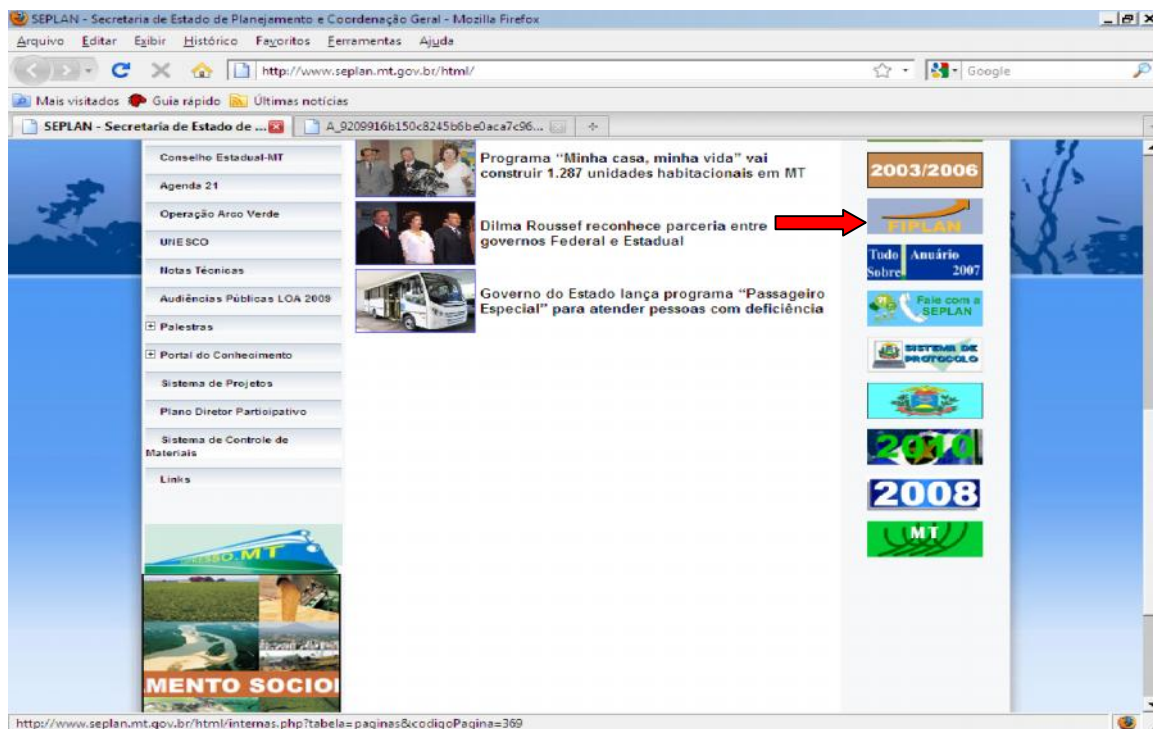 SEPLAN - Secretaria de Estado de Planejamento e Coordenação Geral - Mozilla Firefox
Arquivo Editar Exibir Histórico Favoritos Ferramentas Ajuda
http://www.seplan.mt.gov.br/html/
Google
Mais visitados Guia rápido Últimas notícias
SEPLAN - Secretaria de Estado de ...
A_9209916b150c8245b6be0aca7c96...
Conselho Estadual-MT
Agenda 21
Operação Arco Verde
UNESCO
Notas Técnicas
Audiências Públicas LOA 2009
Palestras
Portal do Conhecimento
Sistema de Projetos
Plano Diretor Participativo
Sistema de Controle de
Materiais
Links
MT
MENTO SOCIO
Programa “Minha casa, minha vida” vai
construir 1.287 unidades habitacionais em MT
Dilma Roussef reconhece parceria entre
governos Federal e Estadual
Governo do Estado lança programa “Passageiro
Especial” para atender pessoas com deficiência
2003/2006
FIPLAN
Tudo Anuário
Sobre 2007
Fale com a
SEPLAN
SISTEMA DE
PROTOCOLO
2010
2008
MT
http://www.seplan.mt.gov.br/html/internas.php?tabela=paginas&codigoPagina=369